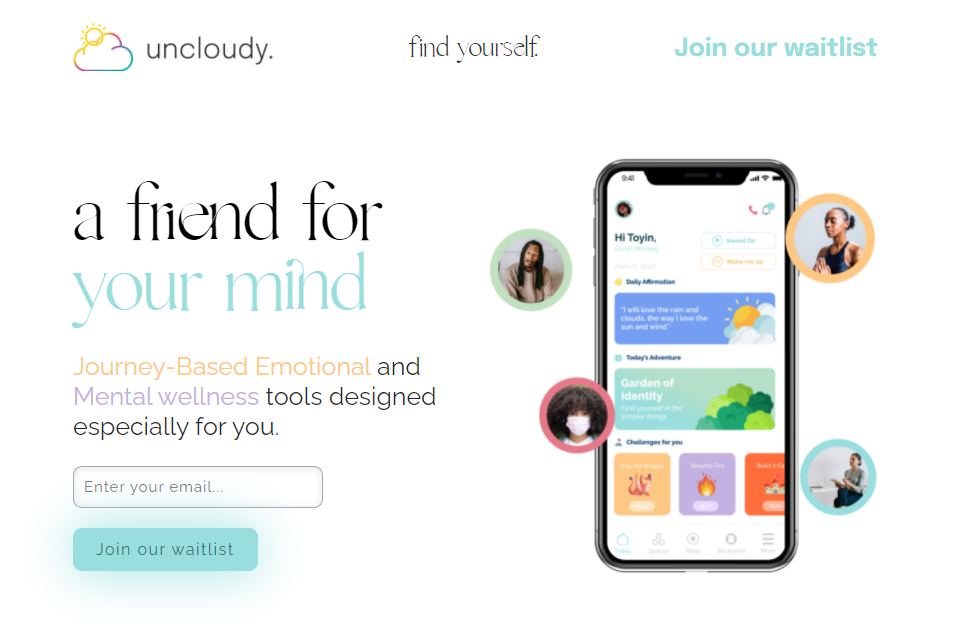 uncloudy.
find yourself.
Join our waitlist
a friend for
your mind
Journey-Based Emotional and
Mental wellness tools designed
especially for you.
Enter your email...
Join our waitlist
9:41
Hi Toyin,
Good Morning
Sound On
Wake me up
April 21, 2020
Daily Affirmation
"I will love the rain and
clouds, the way I love the
sun and wind."
Today's Adventure
Garden of
Identity
Find yourself in the
simpler things
Challenges for you
Slay the Dragon
Breathe Fire
Build a Ca
Today
Spaces
Relax
Backpack
More